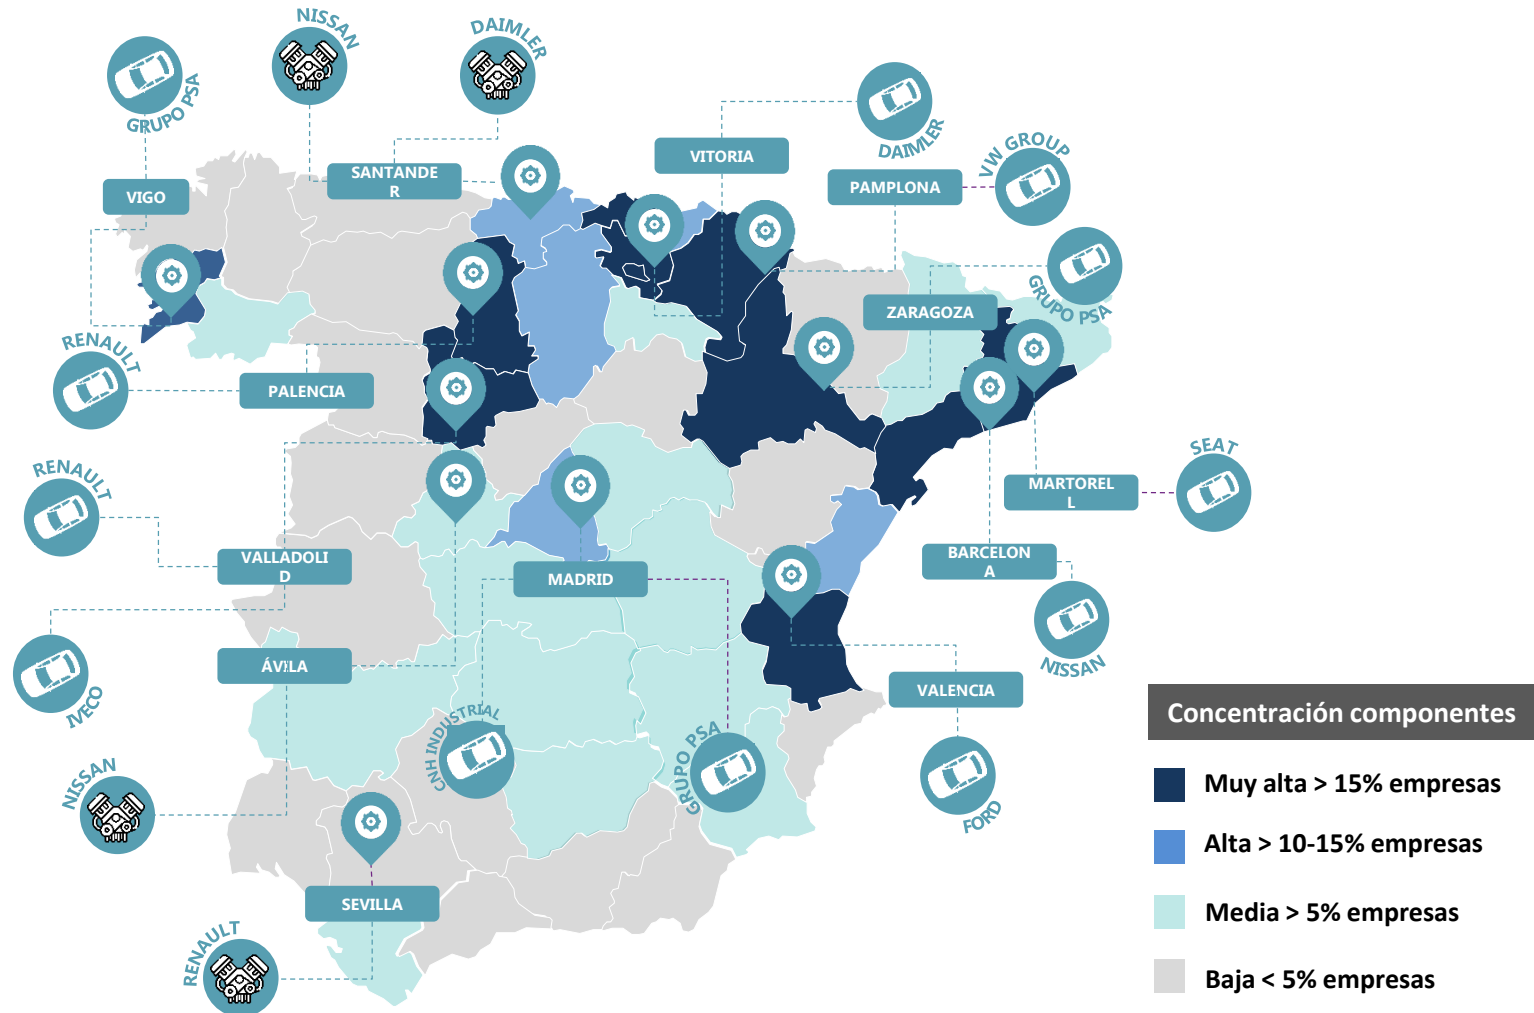 NISSAN
DAIMLER
GRUPO PSA
DAIMLER
VW GROUP
VITORIA
SANTANDE
R
PAMPLONA
VIGO
GRUPO PSA
ZARAGOZA
RENAULT
PALENCIA
SEAT
RENAULT
MARTOREL
L
VALLADOLI
D
BARCELON
A
MADRID
NISSAN
ÁVILA
IVECO
VALENCIA
CNH INDUSTRIAL
GRUPO PSA
FORD
NISSAN
SEVILLA
RENAULT
Concentración componentes
Muy alta > 15% empresas
Alta > 10-15% empresas
Media > 5% empresas
Baja < 5% empresas